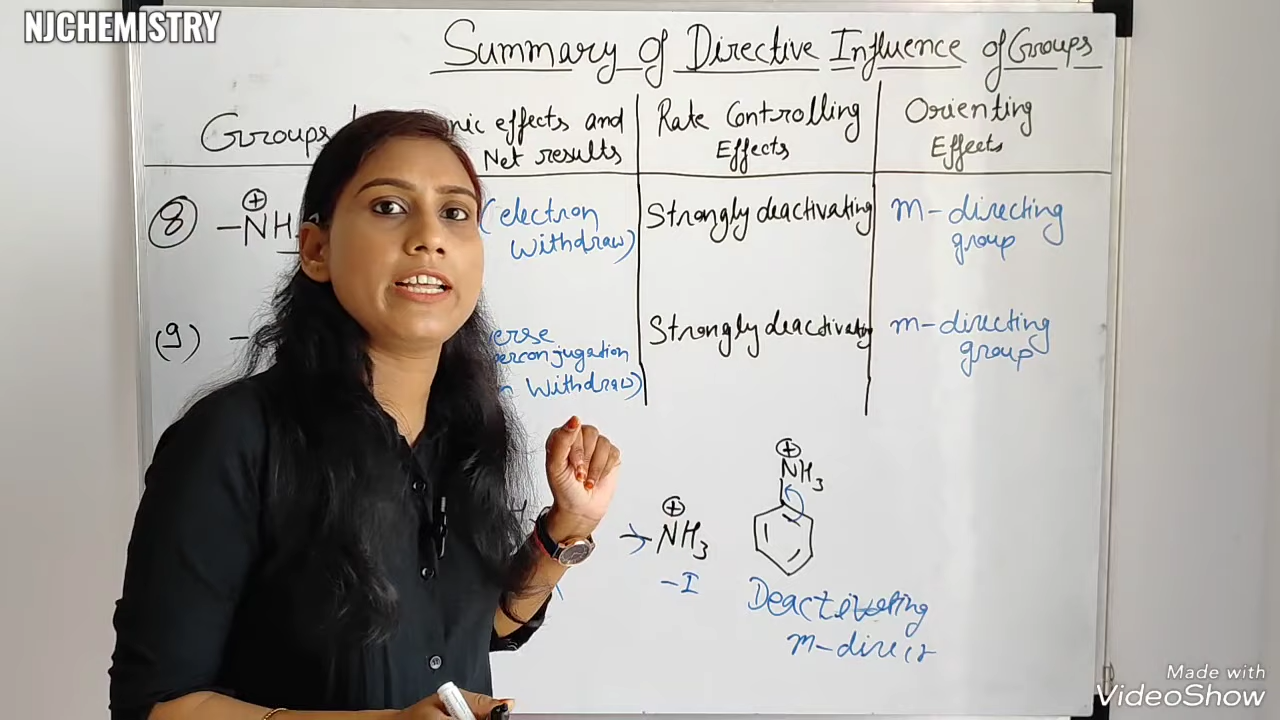 NJCHEMISTRY
Summary of Directive Influence of Groups
Groups
nic effects and
Net results
Rate Controlling
Effects
Orienting
Effects
(8) -NH
+
(electron
withdraw)
Strongly deactivating
m-directing
group
(9) -
erse
perconjugation
n Withdraw)
Strongly deactivating
m-directing
group
+
NH3
-I
+
NH3
Deactivating
m-direct
Made with
VideoShow